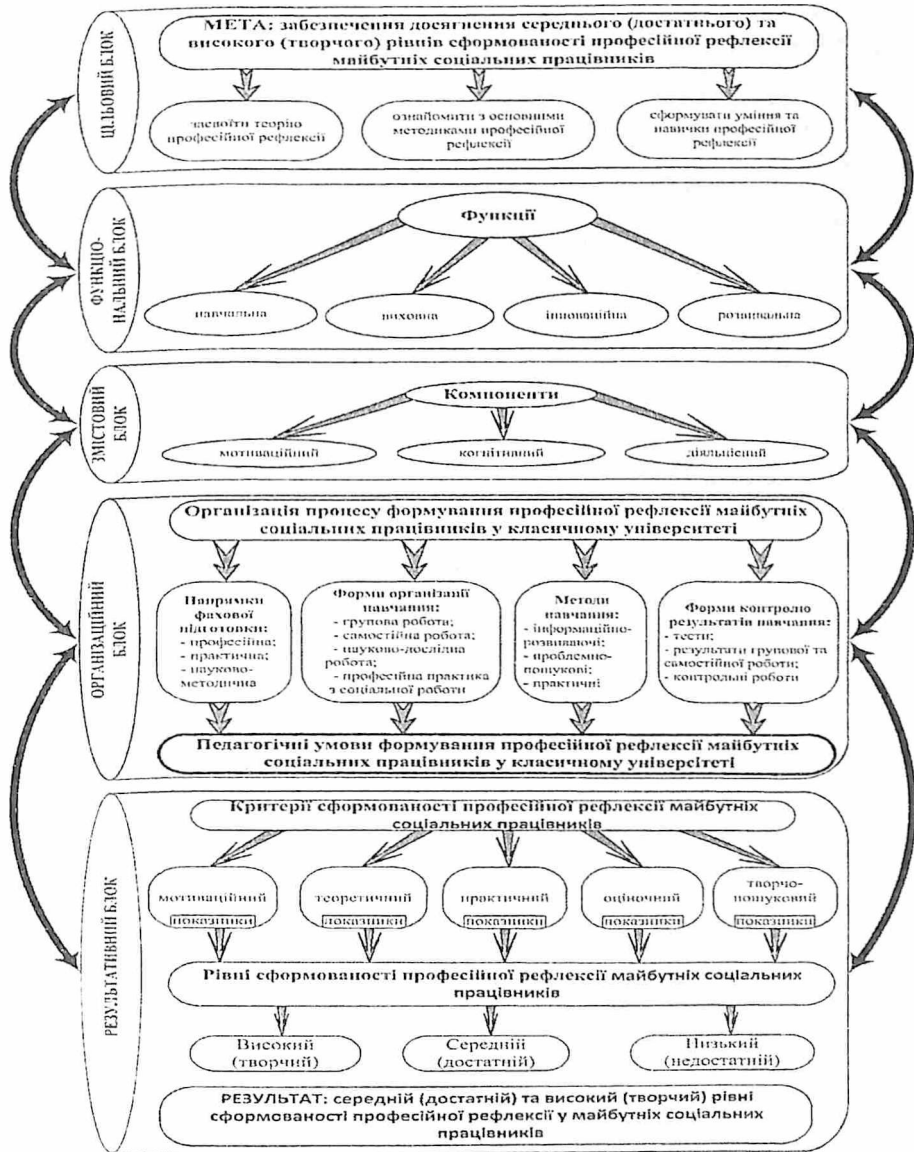 ЦІЛЬОВИЙ БЛОК
МЕТА: забезпечення досягнення середнього (достатнього) та
високого (творчого) рівнів сформованості професійної рефлексії
майбутніх соціальних працівників
засвоїти теорію
професійної рефлексії
ознайомити з основними
методиками професійної
рефлексії
сформувати уміння та
навички професійної
рефлексії
ФУНКЦІО-
НАЛЬНИЙ БЛОК
Функції
навчальна
виховна
інноваційна
розвивальна
ЗМІСТОВИЙ
БЛОК
Компоненти
мотиваційний
когнітивний
діяльнісний
ОРГАНІЗАЦІЙНИЙ
БЛОК
Організація процесу формування професійної рефлексії майбутніх
соціальних працівників у класичному університеті
Напрямки
фахової
підготовки:
- професійна;
- практична;
- науково-
методична
Форми організації
навчання:
- групова роботи;
- самостійна робота;
- науково-дослідна
робота;
- професійна практика
з соціальної роботи
Методи
навчання:
- інформаційно-
розвиваючі;
- проблемно-
пошукові;
- практичні
Форми контролю
результатів навчання:
- тести;
- результати групової та
самостійної роботи;
- контрольні роботи
Педагогічні умови формування професійної рефлексії майбутніх
соціальних працівників у класичному університеті
РЕЗУЛЬТАТИВНИЙ БЛОК
Критерії сформованості професійної рефлексії майбутніх
соціальних працівників
мотиваційний
показники
теоретичний
показники
практичний
показники
оціночний
показники
творчо-
пошуковий
показники
Рівні сформованості професійної рефлексії майбутніх соціальних
працівників
Високий
(творчий)
Середній
(достатній)
Низький
(недостатній)
РЕЗУЛЬТАТ: середній (достатній) та високий (творчий) рівні
сформованості професійної рефлексії у майбутніх соціальних
працівників